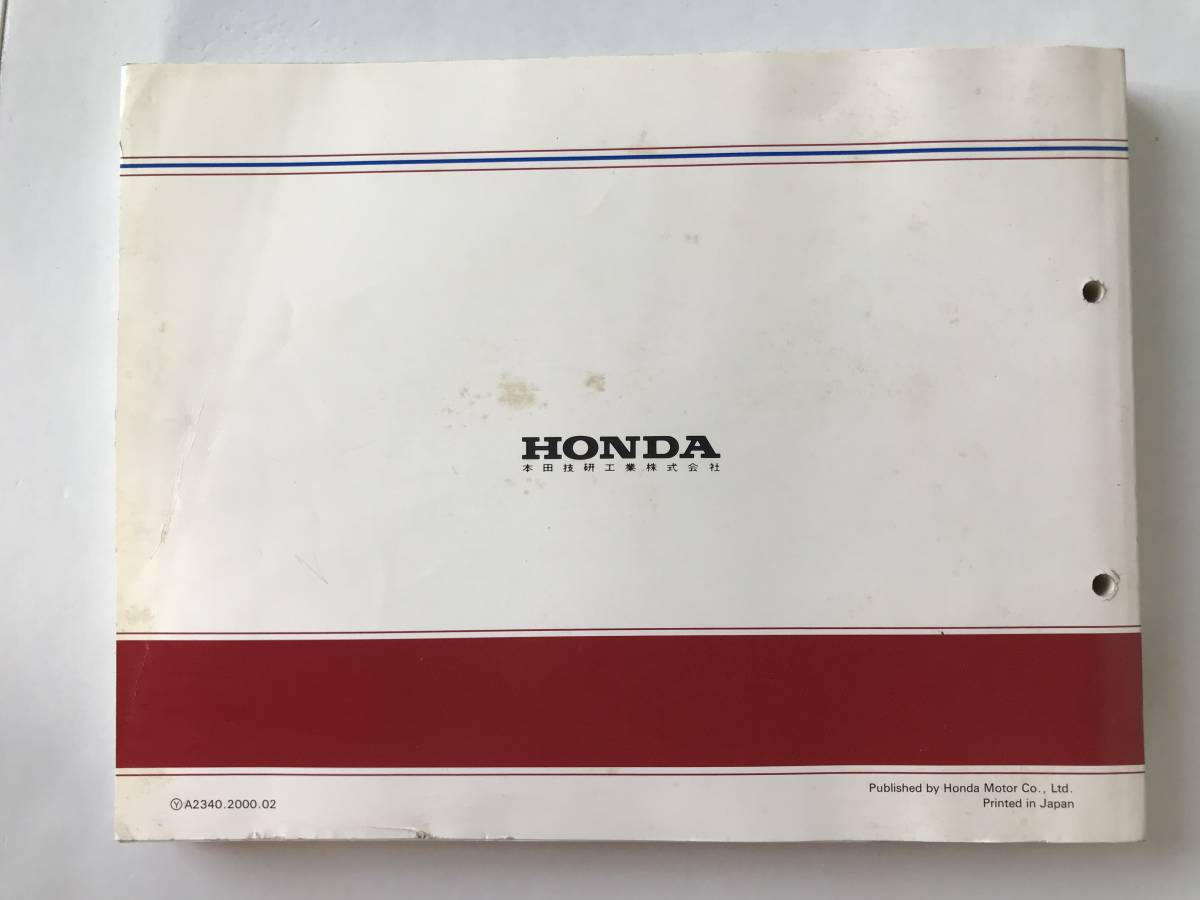 HONDA
本田技研工業株式会社
Ⓨ A2340.2000.02
Published by Honda Motor Co., Ltd.
Printed in Japan